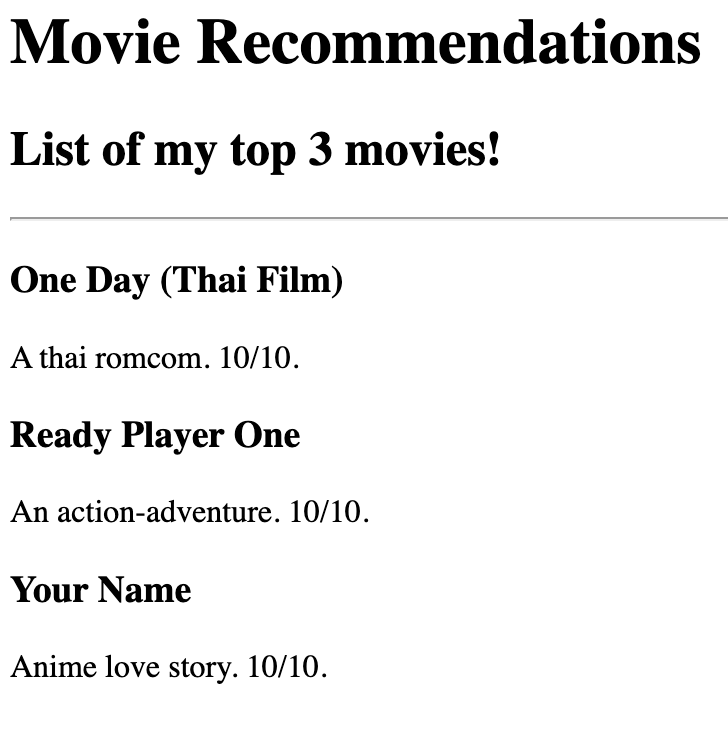 Movie Recommendations
List of my top 3 movies!
One Day (Thai Film)
A thai romcom. 10/10.
Ready Player One
An action-adventure. 10/10.
Your Name
Anime love story. 10/10.